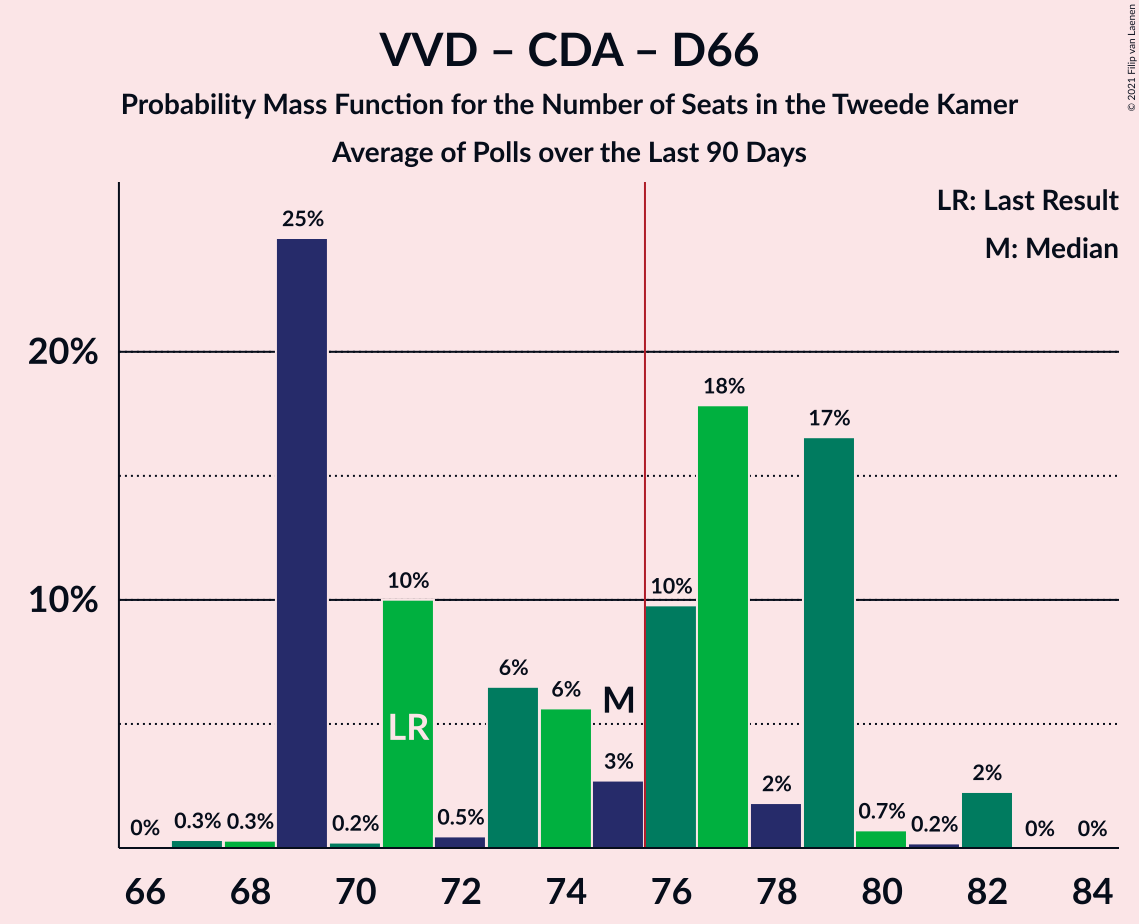 VVD – CDA – D66
Probability Mass Function for the Number of Seats in the Tweede Kamer
Average of Polls over the Last 90 Days
© 2021 Filip van Laenen
LR: Last Result
M: Median
20%
10%
0%
0.3%
0.3%
25%
0.2%
10%
LR
0.5%
6%
6%
M
3%
10%
18%
2%
17%
0.7%
0.2%
2%
0%
0%
66 68 70 72 74 76 78 80 82 84